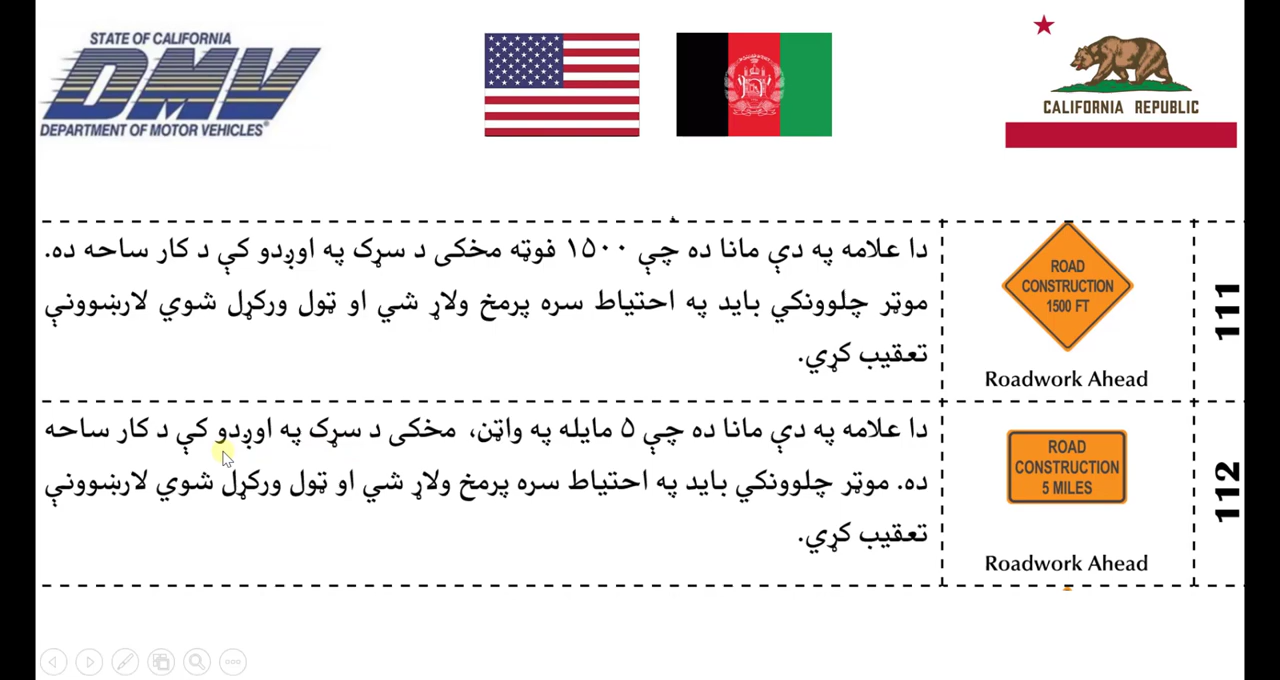 STATE OF CALIFORNIA
DMV
DEPARTMENT OF MOTOR VEHICLES®
CALIFORNIA REPUBLIC
111
ROAD
CONSTRUCTION
1500 FT
Roadwork Ahead
دا علامه په دې مانا ده چې ۱۵۰۰ فوټه مخکی د سړک په اوږدو کې د کار ساحه ده.
موټر چلوونکي باید په احتیاط سره پرمخ ولاړ شي او ټول ورکړل شوي لارښوونې
تعقیب کړي.
112
ROAD
CONSTRUCTION
5 MILES
Roadwork Ahead
دا علامه په دې مانا ده چې ۵ مایله په واټن، مخکی د سړک په اوږدو کې د کار ساحه
ده. موټر چلوونکي باید په احتیاط سره پرمخ ولاړ شي او ټول ورکړل شوي لارښوونې
تعقیب کړي.